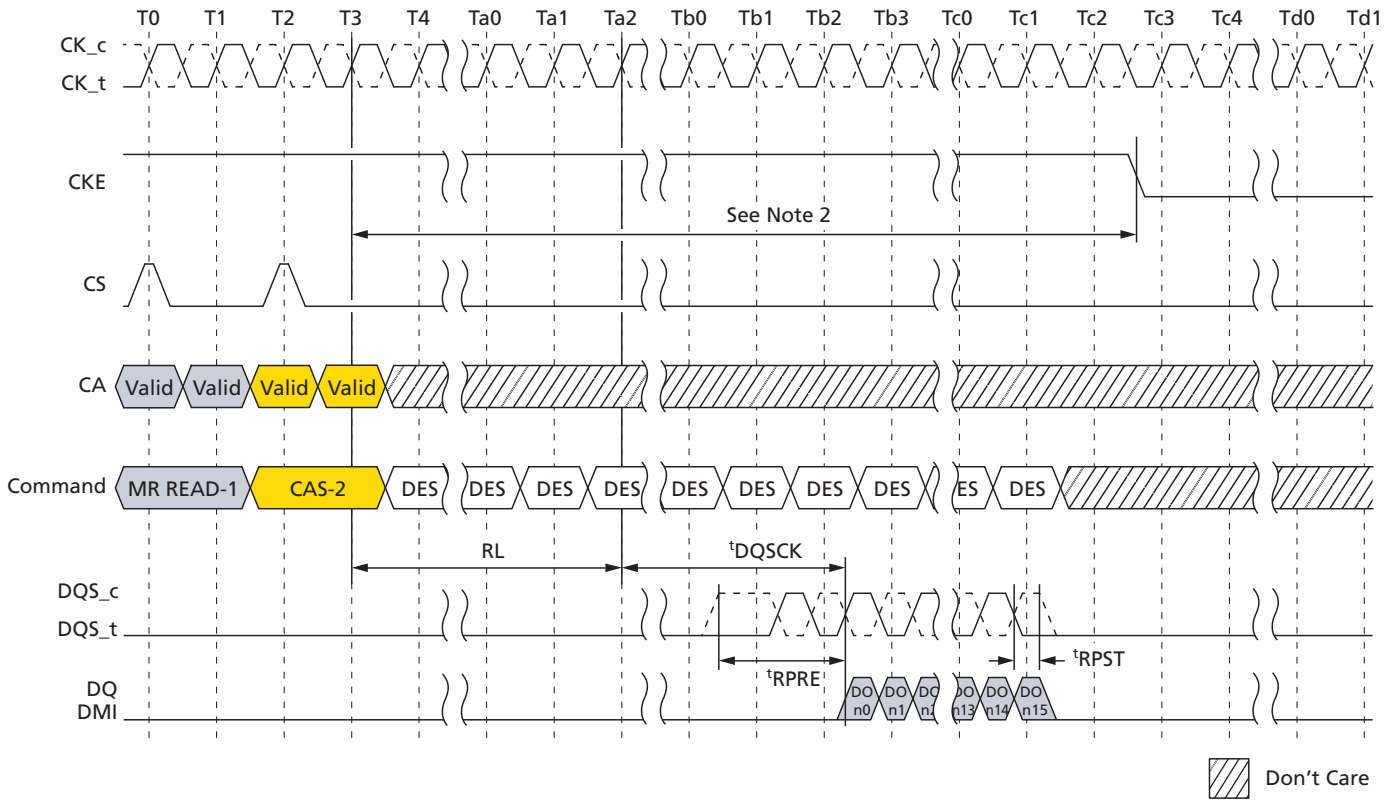 T0 T1 T2 T3 T4 Ta0 Ta1 Ta2 Tb0 Tb1 Tb2 Tb3 Tc0 Tc1 Tc2 Tc3 Tc4 Td0 Td1
CK_c
CK_t
CKE
See Note 2
CS
CA Valid Valid Valid Valid
Command MR READ-1 CAS-2 DES DES DES DES DES DES DES DES ES DES
RL tDQSCK
DQS_c
DQS_t
tRPRE tRPST
DQ
DMI
DO DO DO DO DO DO
n0 n1 n2 n13 n14 n15
Don't Care